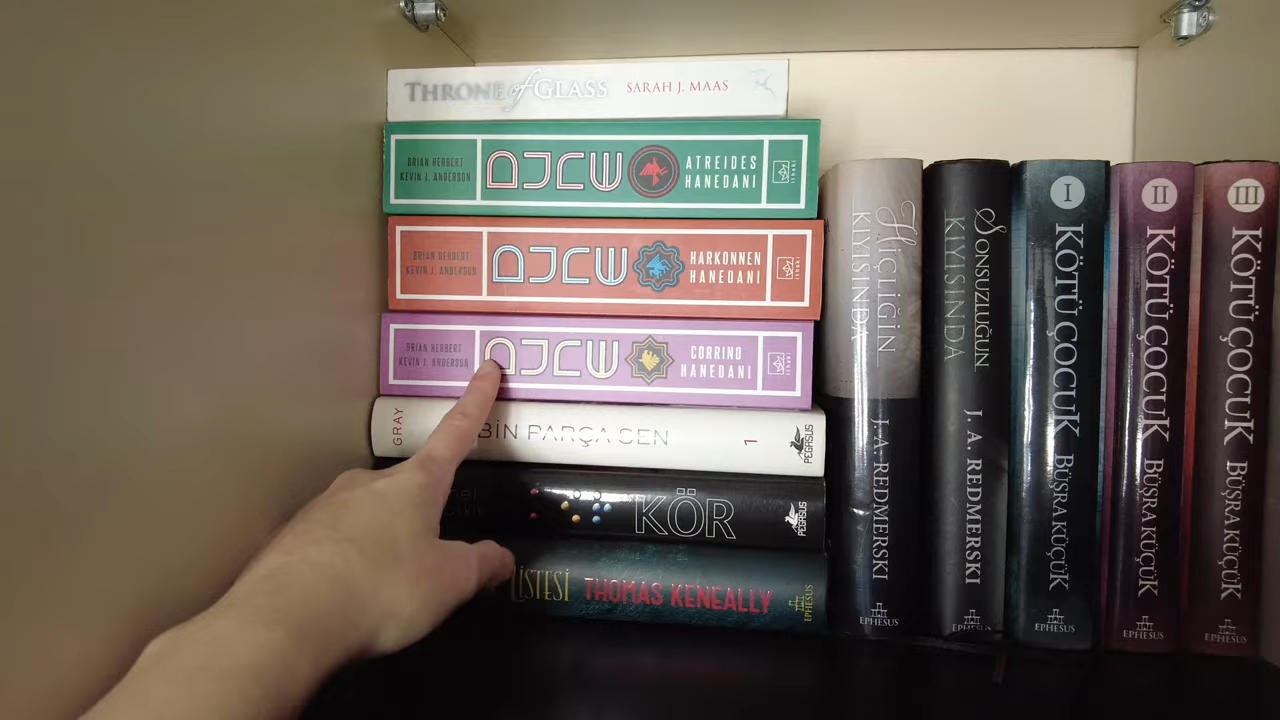 THRONE of GLASS SARAH J. MAAS
BRIAN HERBERT
KEVIN J. ANDERSON
ATREIDES
HANEDANI
ithaki
BRIAN HERBERT
KEVIN J. ANDERSON
HARKONNEN
HANEDANI
ithaki
BRIAN HERBERT
KEVIN J. ANDERSON
CORRINO
HANEDANI
ithaki
GRAY
BİN PARÇA SEN
1
PEGASUS
KÖR
PEGASUS
LİSTESİ THOMAS KENEALLY
EPHESUS
Hiçliğin
KIYISINDA
J. A. REDMERSKI
EPHESUS
SONSUZLUĞUN
KIYISINDA
J. A. REDMERSKI
EPHESUS
I
KÖTÜ ÇOCUK BÜŞRA KÜÇÜK
EPHESUS
II
KÖTÜ ÇOCUK BÜŞRA KÜÇÜK
EPHESUS
III
KÖTÜ ÇOCUK BÜŞRA KÜÇÜK
EPHESUS